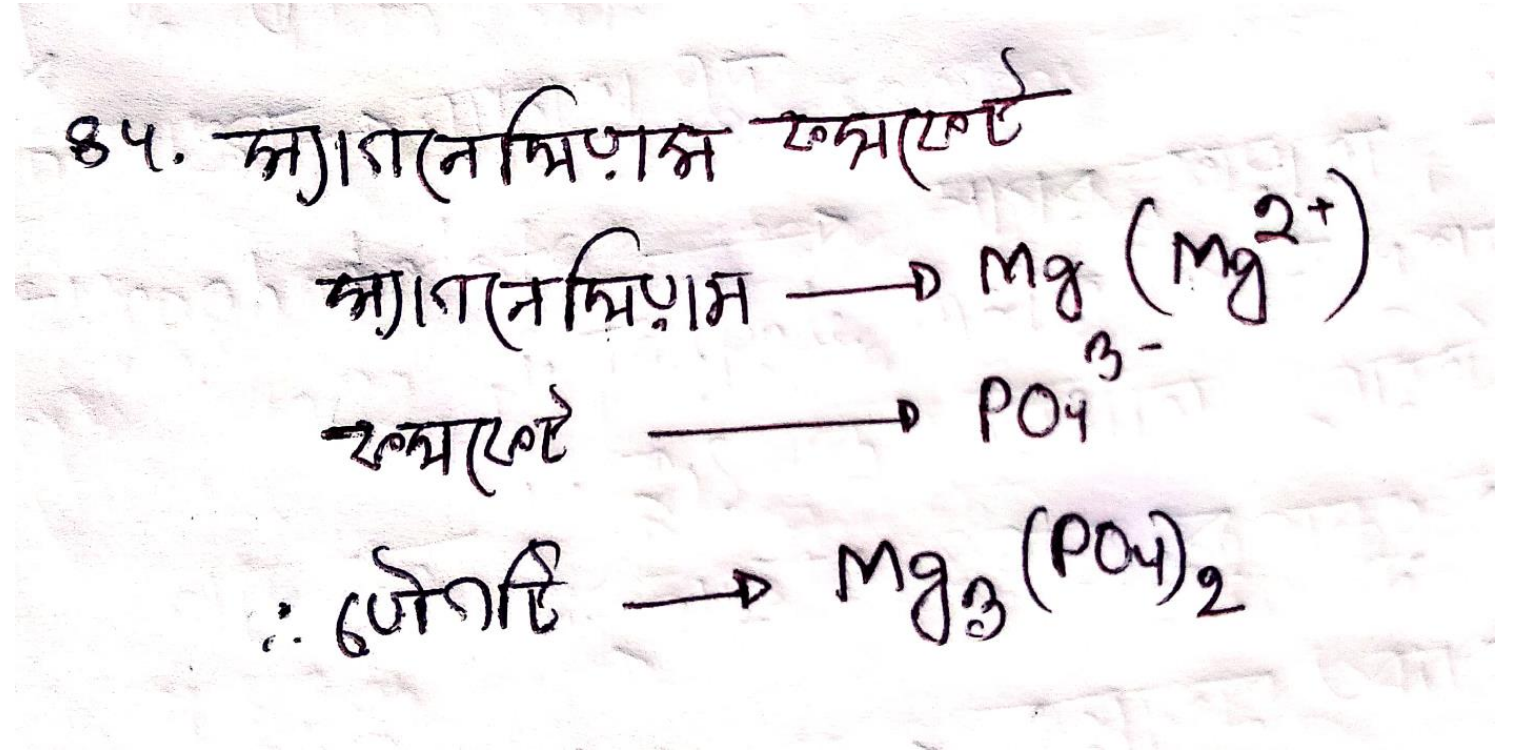 ৪৫. ম্যাগনেসিয়াম ফসফেট
ম্যাগনেসিয়াম → Mg (Mg²⁺)
ফসফেট → PO₄³⁻
∴ যৌগটি → Mg₃(PO₄)₂